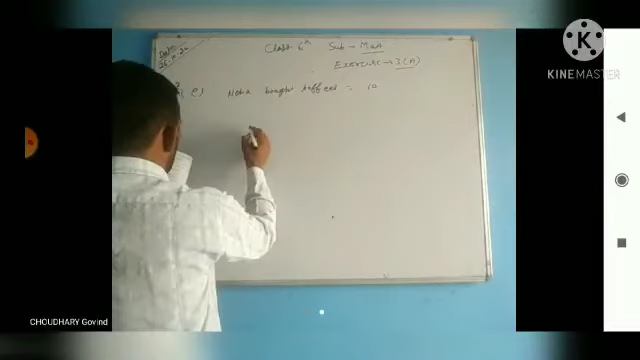 Class 6th Sub → Math
Exercise → 3(A)
e) Neha bought toffees = 10
KINEMASTER
CHOUDHARY Govind